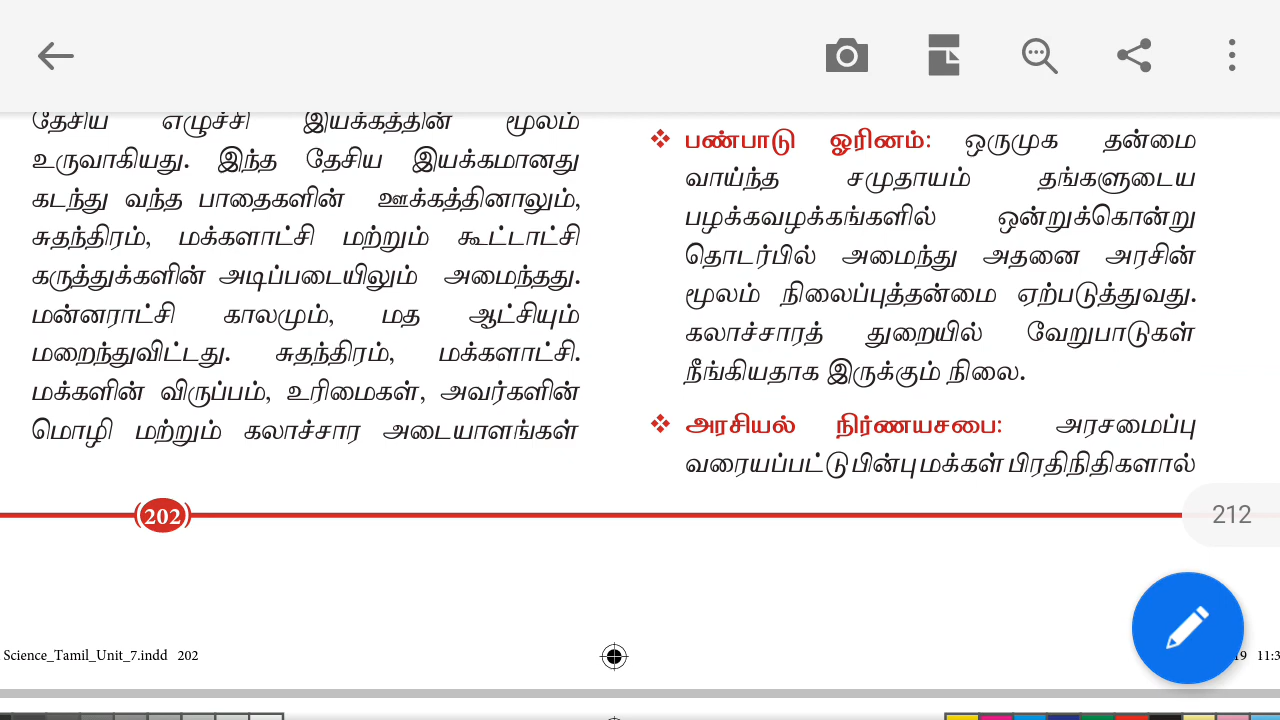 தேசிய எழுச்சி இயக்கத்தின் மூலம்
உருவாகியது. இந்த தேசிய இயக்கமானது
கடந்து வந்த பாதைகளின் ஊக்கத்தினாலும்,
சுதந்திரம், மக்களாட்சி மற்றும் கூட்டாட்சி
கருத்துக்களின் அடிப்படையிலும் அமைந்தது.
மன்னராட்சி காலமும், மத ஆட்சியும்
மறைந்துவிட்டது. சுதந்திரம், மக்களாட்சி.
மக்களின் விருப்பம், உரிமைகள், அவர்களின்
மொழி மற்றும் கலாச்சார அடையாளங்கள்
❖ பண்பாடு ஓரினம்: ஒருமுக தன்மை
வாய்ந்த சமுதாயம் தங்களுடைய
பழக்கவழக்கங்களில் ஒன்றுக்கொன்று
தொடர்பில் அமைந்து அதனை அரசின்
மூலம் நிலைப்புத்தன்மை ஏற்படுத்துவது.
கலாச்சாரத் துறையில் வேறுபாடுகள்
நீங்கியதாக இருக்கும் நிலை.
❖ அரசியல் நிர்ணயசபை: அரசமைப்பு
வரையப்பட்டு பின்பு மக்கள் பிரதிநிதிகளால்
202
212
Science_Tamil_Unit_7.indd 202
19 11:3